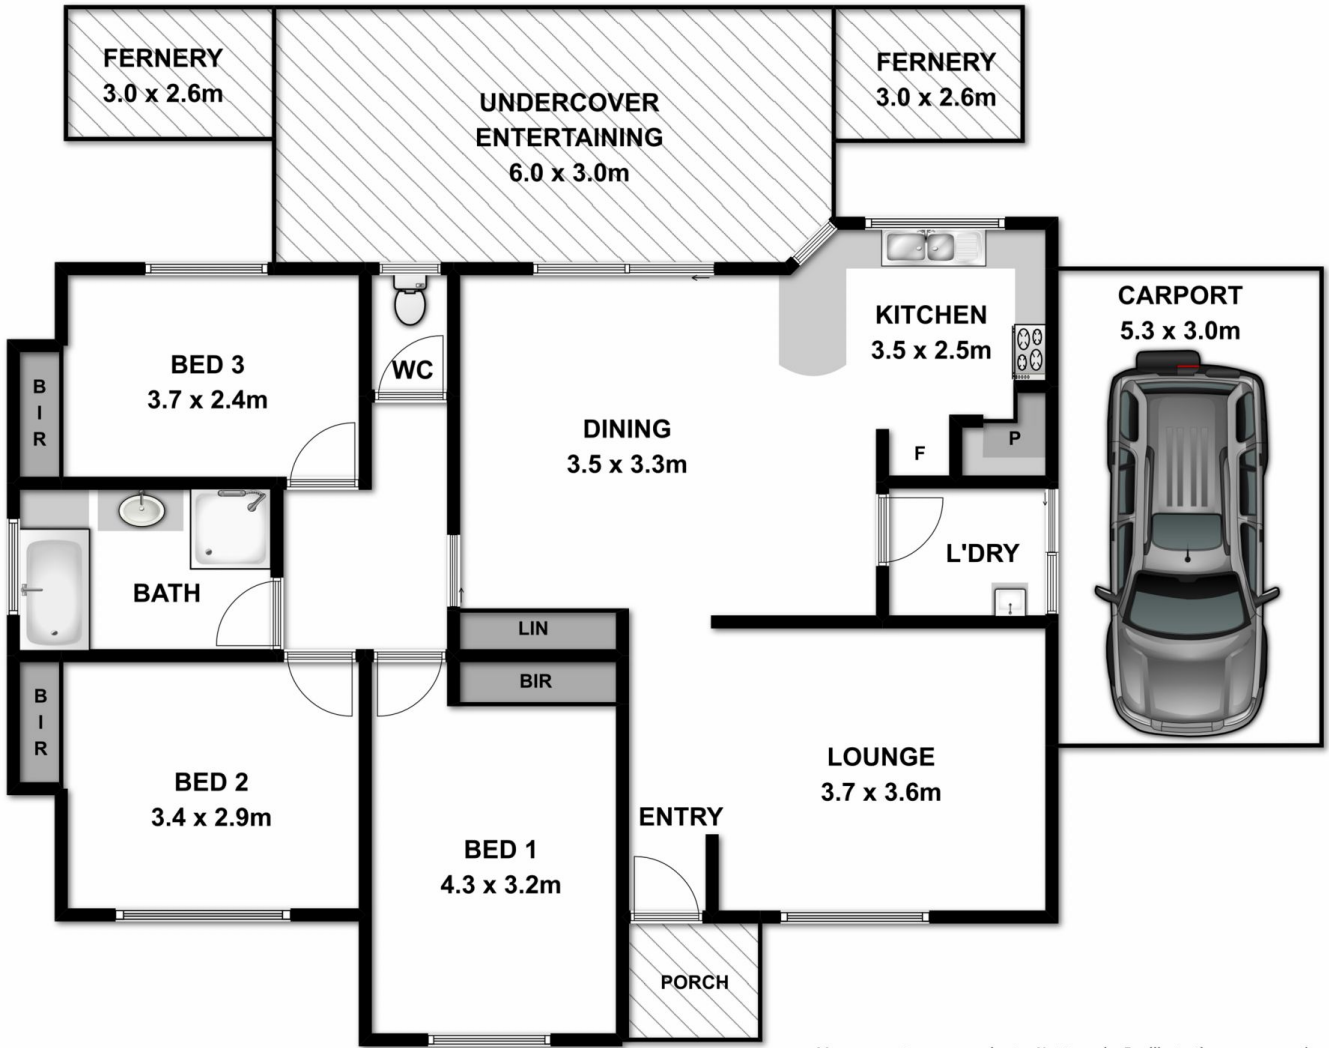 FERNERY
3.0 x 2.6m
UNDERCOVER
ENTERTAINING
6.0 x 3.0m
FERNERY
3.0 x 2.6m
CARPORT
5.3 x 3.0m
KITCHEN
3.5 x 2.5m
BED 3
3.7 x 2.4m
WC
B
I
R
DINING
3.5 x 3.3m
F
P
L'DRY
BATH
LIN
BIR
B
I
R
BED 2
3.4 x 2.9m
LOUNGE
3.7 x 3.6m
ENTRY
BED 1
4.3 x 3.2m
PORCH